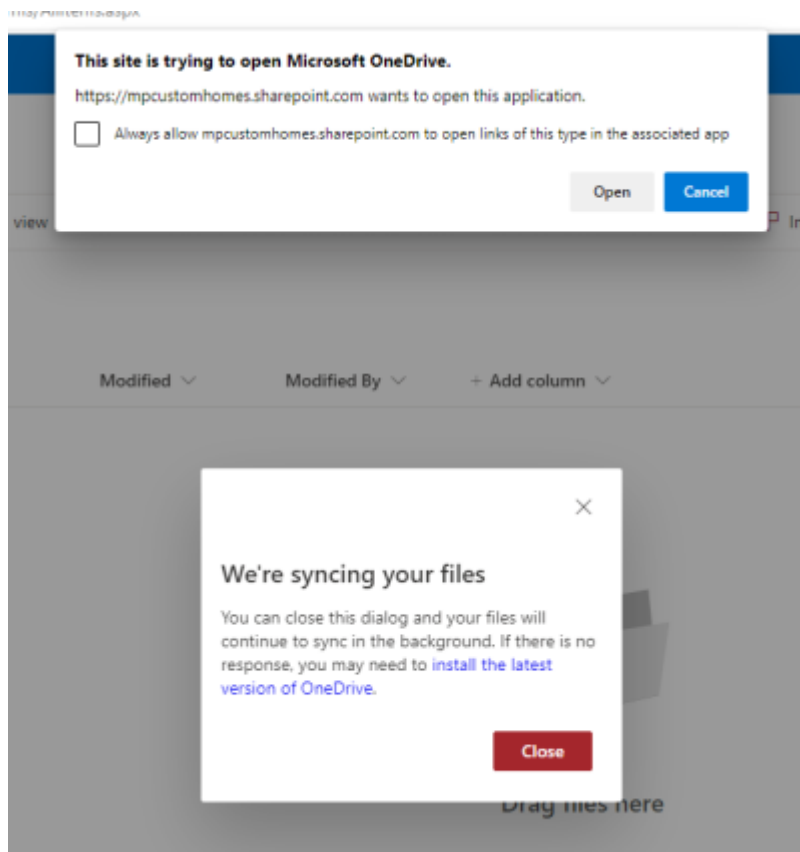 This site is trying to open Microsoft OneDrive.
https://mpcustomhomes.sharepoint.com wants to open this application.
Always allow mpcustomhomes.sharepoint.com to open links of this type in the associated app
Open Cancel
view
Modified Modified By + Add column
We're syncing your files
You can close this dialog and your files will
continue to sync in the background. If there is no
response, you may need to install the latest
version of OneDrive.
Close
Drag files here